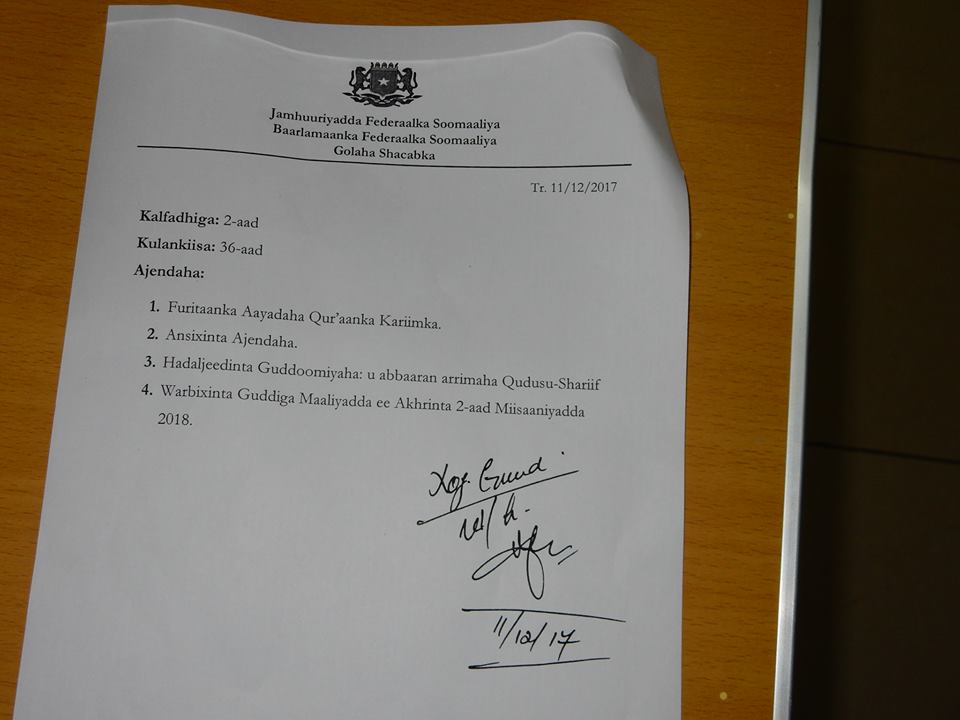 Jamhuuriyadda Federaalka Soomaaliya
Baarlamaanka Federaalka Soomaaliya
Golaha Shacabka
Tr. 11/12/2017
Kalfadhiga: 2-aad
Kulankiisa: 36-aad
Ajendaha:
1. Furitaanka Aayadaha Qur'aanka Kariimka.
2. Ansixinta Ajendaha.
3. Hadaljeedinta Guddoomiyaha: u abbaaran arrimaha Qudusu-Shariif
4. Warbixinta Guddiga Maaliyadda ee Akhrinta 2-aad Miisaaniyadda
2018.
11/12/17